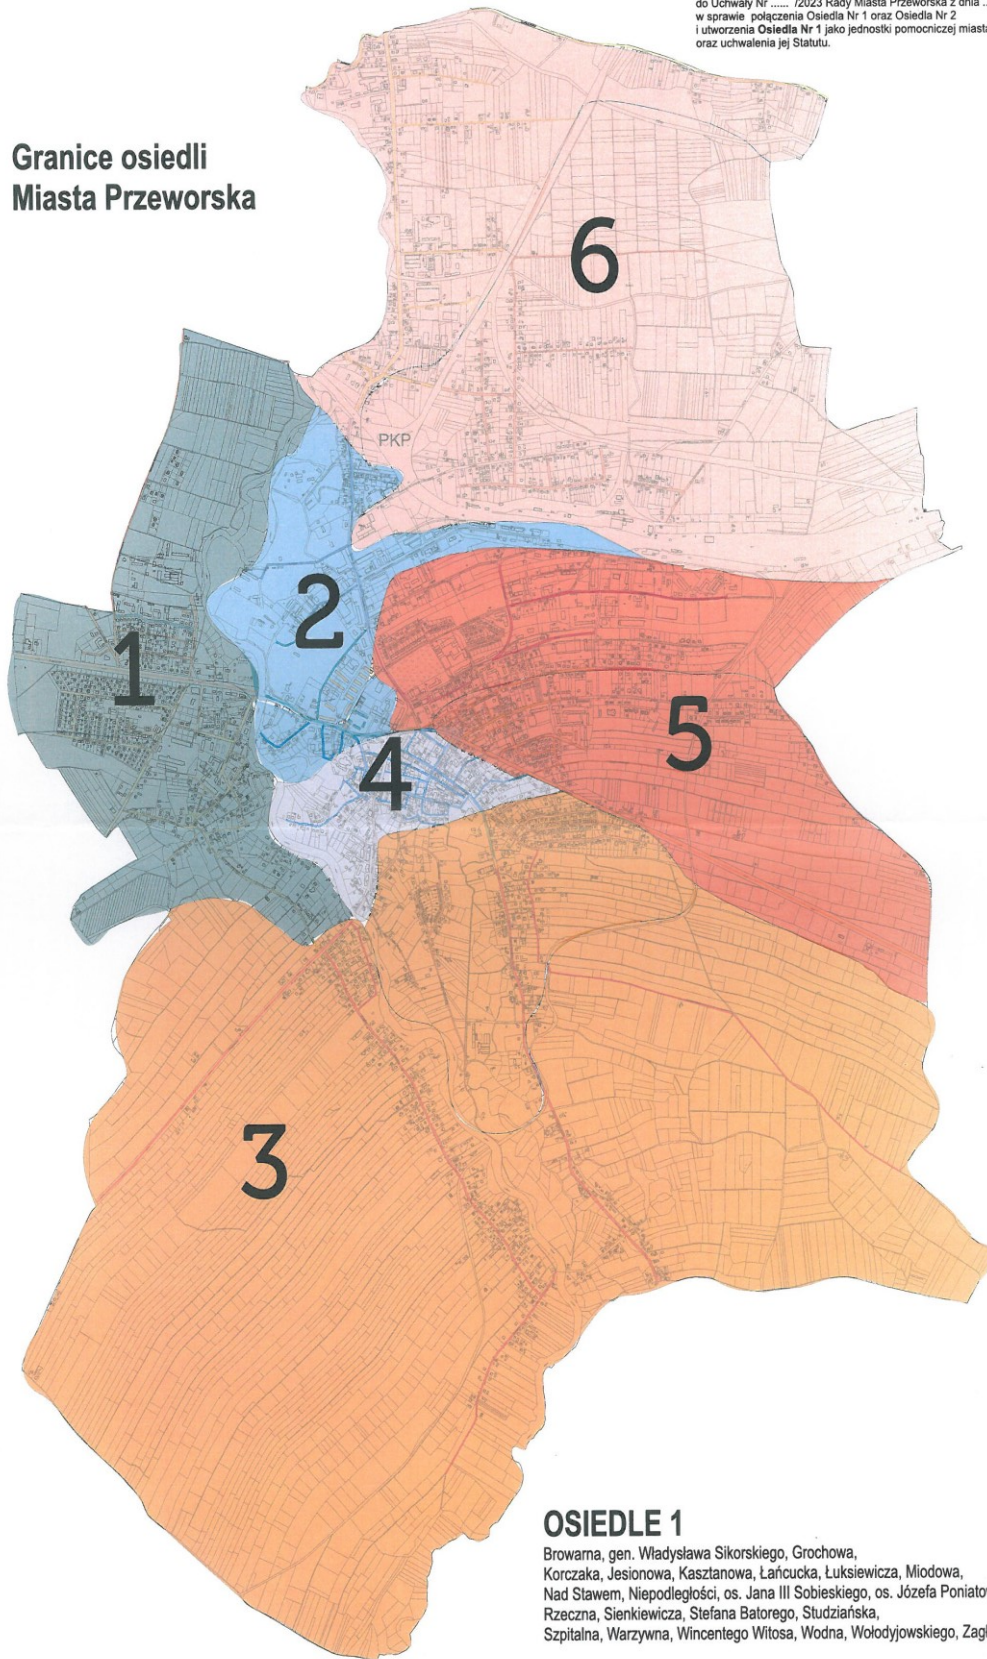 do Uchwały Nr ...... /2023 Rady Miasta Przeworska z dnia ..
w sprawie połączenia Osiedla Nr 1 oraz Osiedla Nr 2
i utworzenia Osiedla Nr 1 jako jednostki pomocniczej miasta
oraz uchwalenia jej Statutu.
Granice osiedli
Miasta Przeworska
6
PKP
2
1
5
4
3
OSIEDLE 1
Browarna, gen. Władysława Sikorskiego, Grochowa,
Korczaka, Jesionowa, Kasztanowa, Łańcucka, Łuksiewicza, Miodowa,
Nad Stawem, Niepodległości, os. Jana III Sobieskiego, os. Józefa Poniatow
Rzeczna, Sienkiewicza, Stefana Batorego, Studziańska,
Szpitalna, Warzywna, Wincentego Witosa, Wodna, Wołodyjowskiego, Zagł